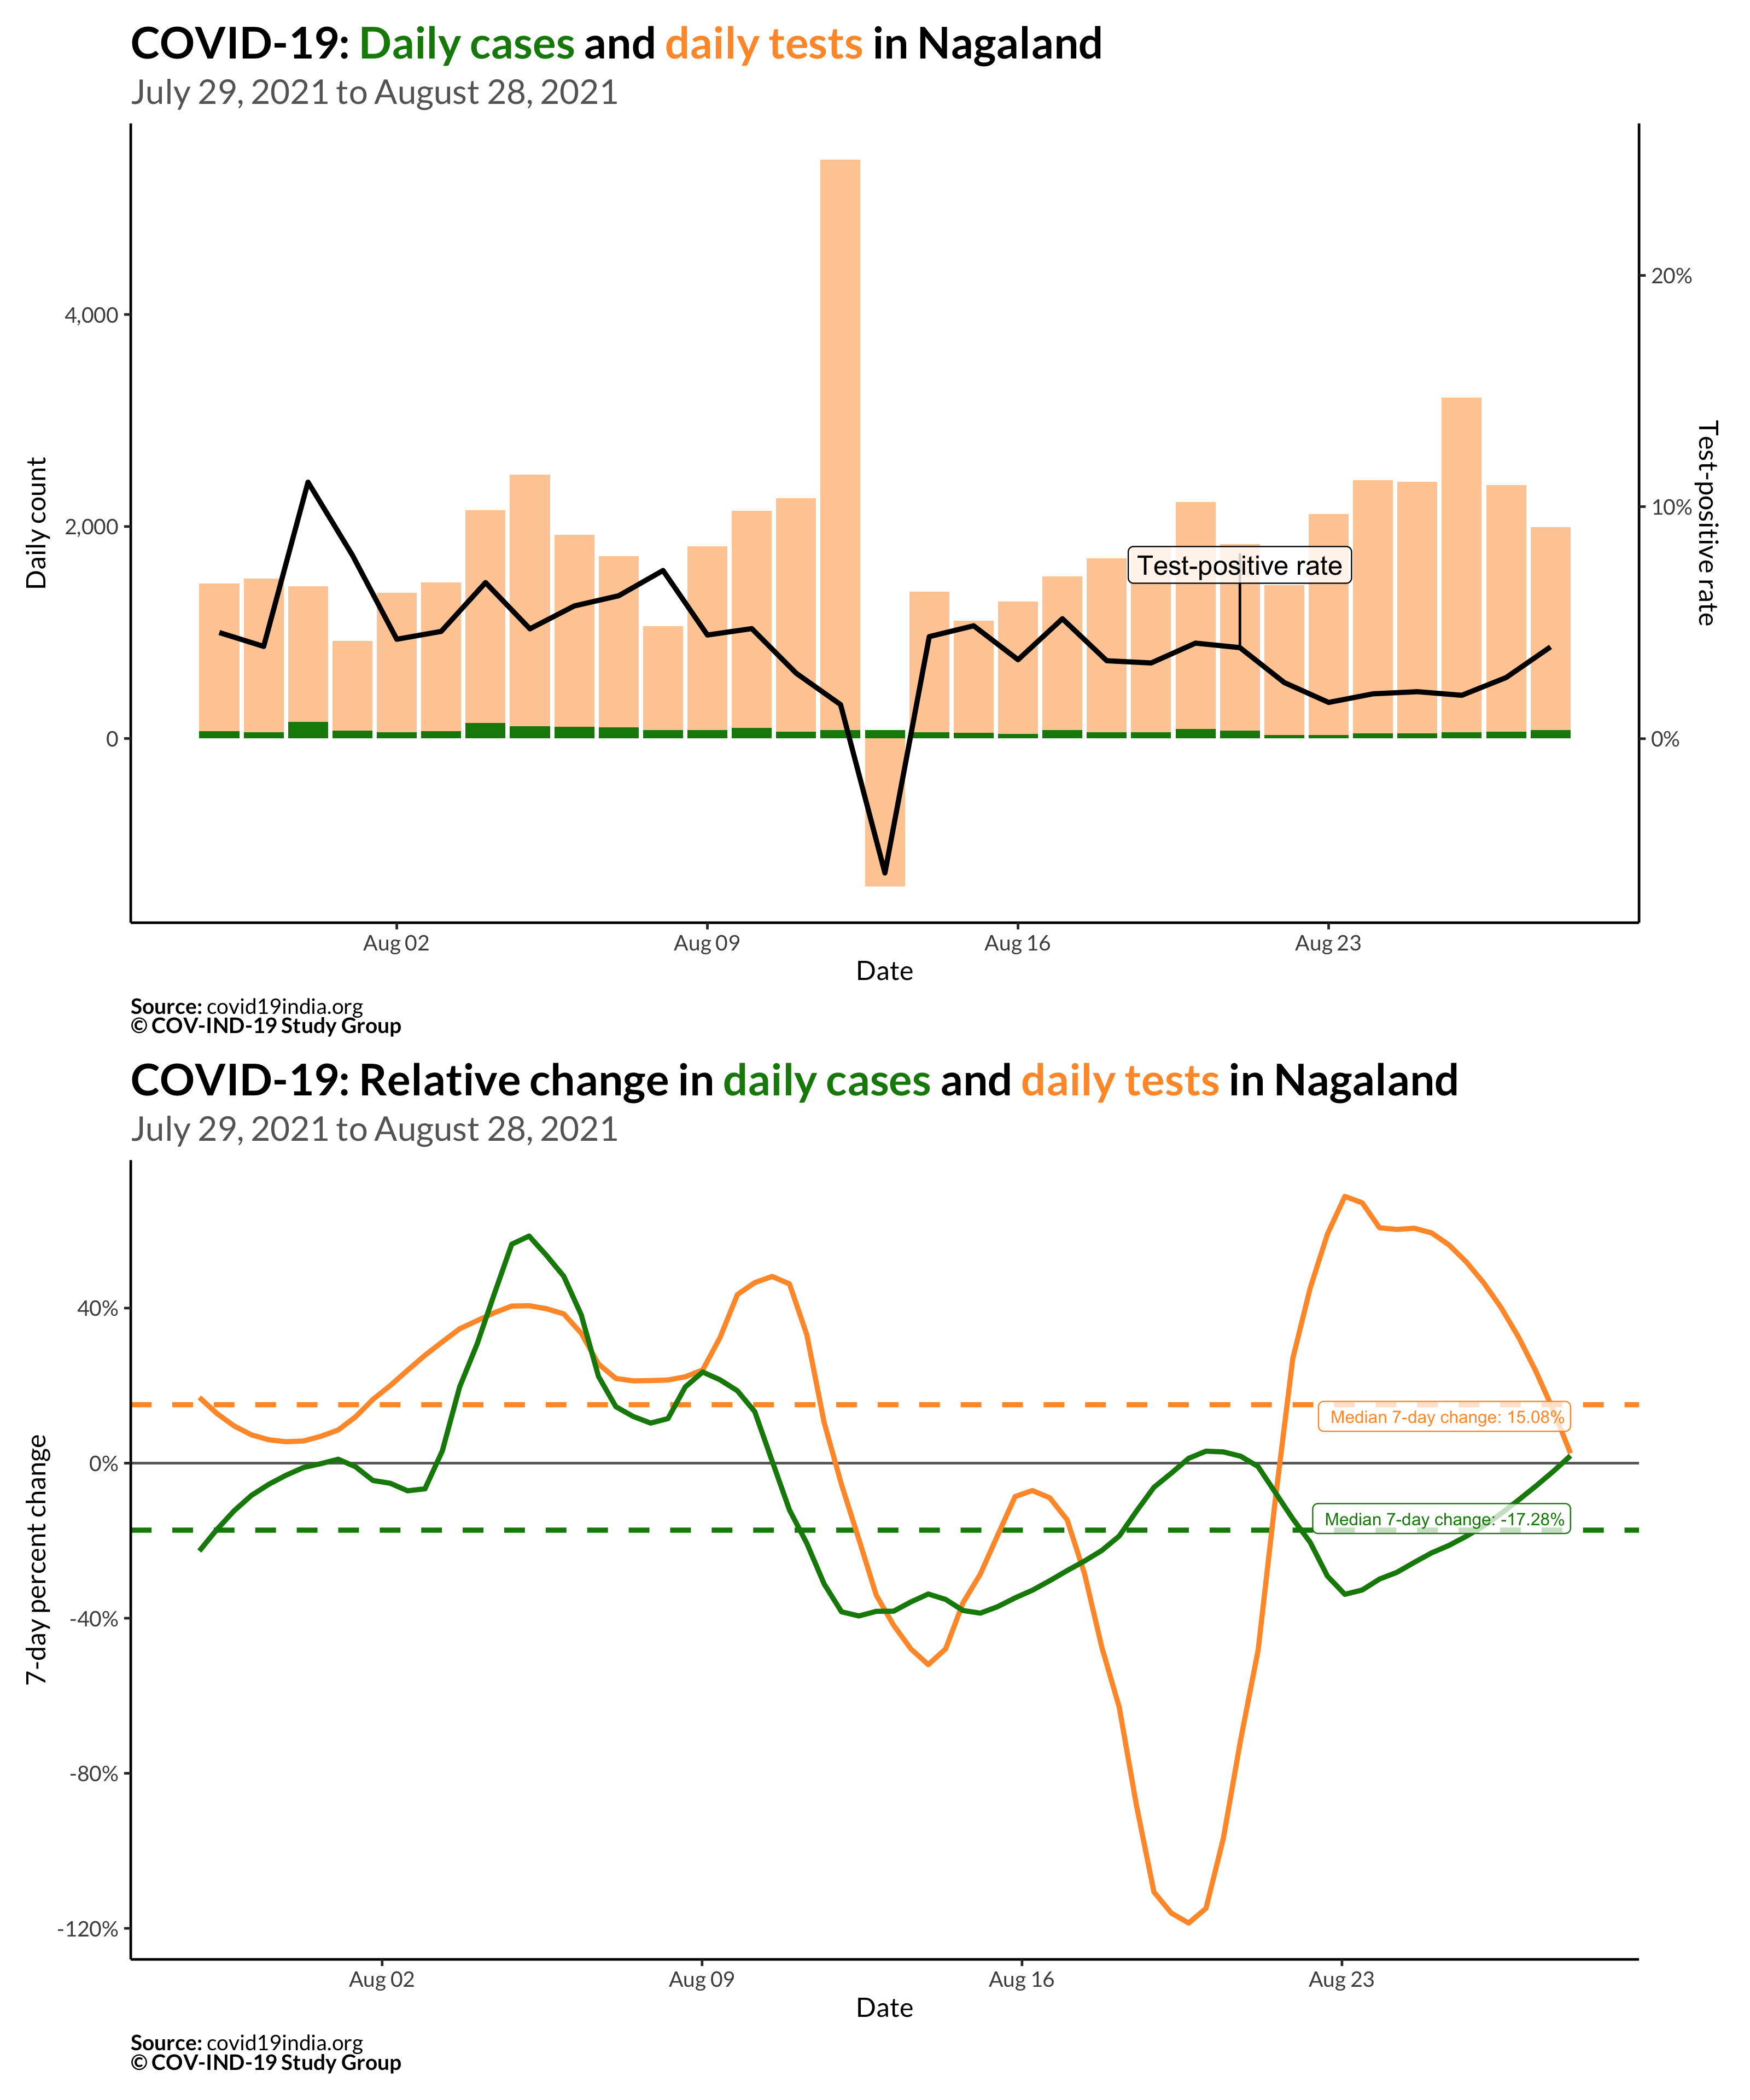 COVID-19: Daily cases and daily tests in Nagaland
July 29, 2021 to August 28, 2021
Daily count
4,000
2,000
0
20%
10%
0%
Test-positive rate
Test-positive rate
Aug 02
Aug 09
Aug 16
Aug 23
Date
Source: covid19india.org
© COV-IND-19 Study Group
COVID-19: Relative change in daily cases and daily tests in Nagaland
July 29, 2021 to August 28, 2021
7-day percent change
40%
0%
-40%
-80%
-120%
Median 7-day change: 15.08%
Median 7-day change: -17.28%
Aug 02
Aug 09
Aug 16
Aug 23
Date
Source: covid19india.org
© COV-IND-19 Study Group